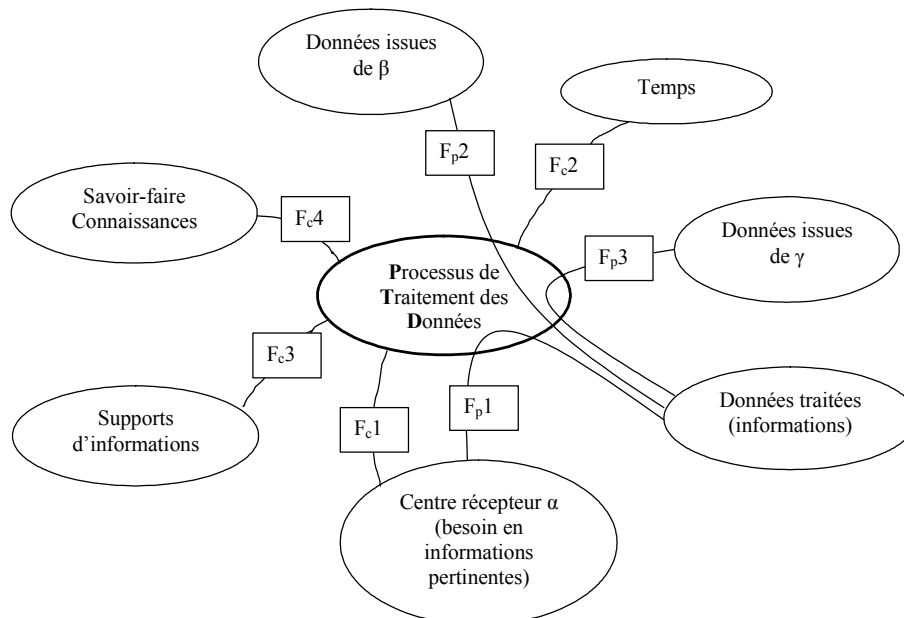 Données issues
de β
Temps
F_p2
F_c2
Savoir-faire
Connaissances
F_c4
Données issues
de γ
F_p3
Processus de
Traitement des
Données
F_c3
Données traitées
(informations)
Supports
d'informations
F_c1
F_p1
Centre récepteur α
(besoin en
informations
pertinentes)